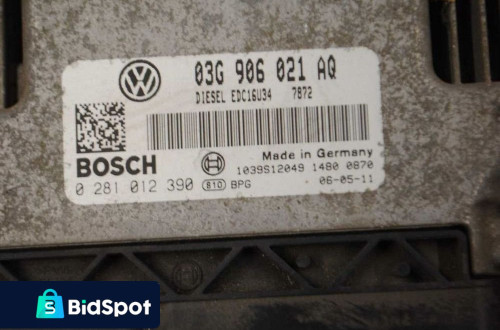 03G 906 021 AQ
DIESEL EDC16U34 7872
BOSCH
Made in Germany
1039S12049 1480 0870
0 281 012 390 810 BPG 06-05-11
BidSpot